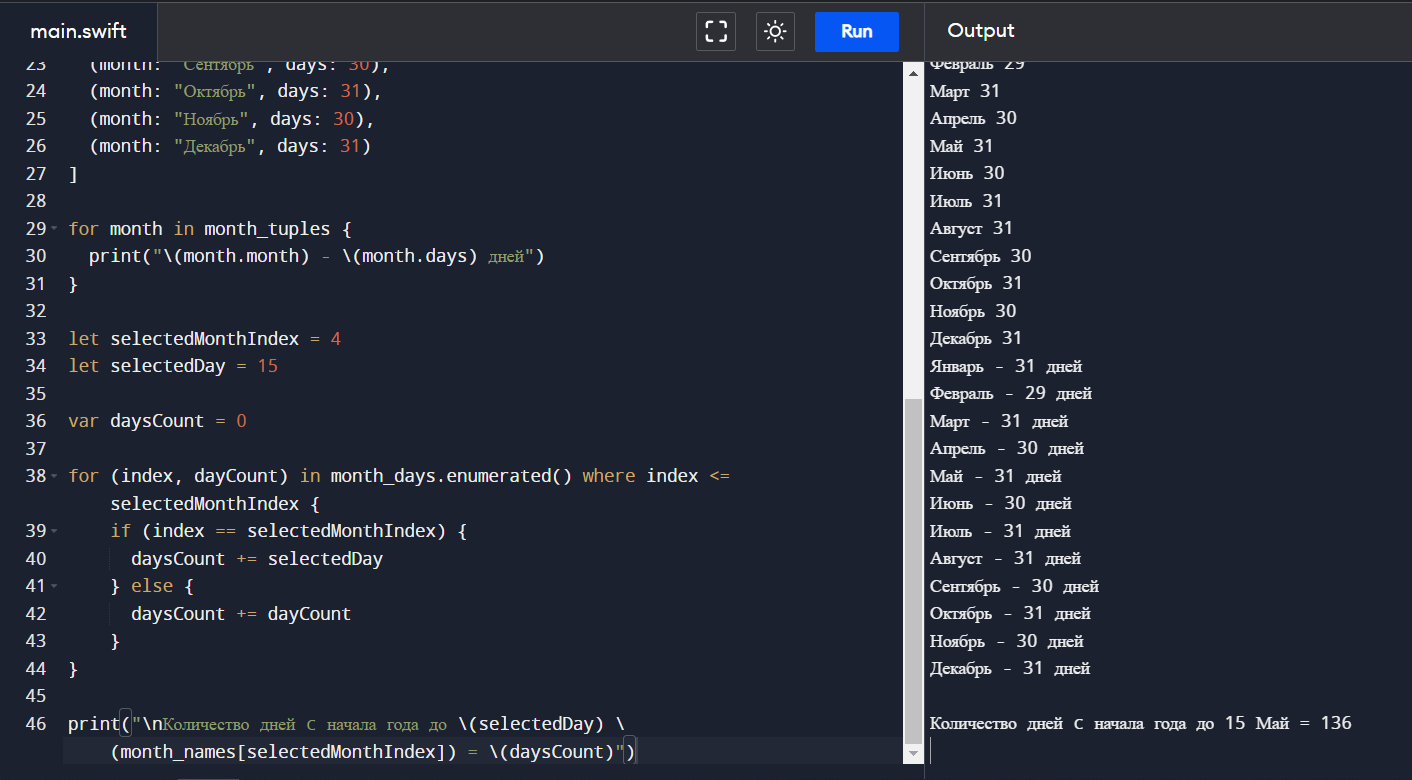 main.swift
Run
Output
23 (month: "Сентябрь", days: 30),
24 (month: "Октябрь", days: 31),
25 (month: "Ноябрь", days: 30),
26 (month: "Декабрь", days: 31)
27 ]
28
29 for month in month_tuples {
30 print("\(month.month) - \(month.days) дней")
31 }
32
33 let selectedMonthIndex = 4
34 let selectedDay = 15
35
36 var daysCount = 0
37
38 for (index, dayCount) in month_days.enumerated() where index <=
selectedMonthIndex {
39 if (index == selectedMonthIndex) {
40 daysCount += selectedDay
41 } else {
42 daysCount += dayCount
43 }
44 }
45
46 print("\nКоличество дней с начала года до \(selectedDay) \
(month_names[selectedMonthIndex]) = \(daysCount)")
Февраль 29
Март 31
Апрель 30
Май 31
Июнь 30
Июль 31
Август 31
Сентябрь 30
Октябрь 31
Ноябрь 30
Декабрь 31
Январь - 31 дней
Февраль - 29 дней
Март - 31 дней
Апрель - 30 дней
Май - 31 дней
Июнь - 30 дней
Июль - 31 дней
Август - 31 дней
Сентябрь - 30 дней
Октябрь - 31 дней
Ноябрь - 30 дней
Декабрь - 31 дней
Количество дней с начала года до 15 Май = 136